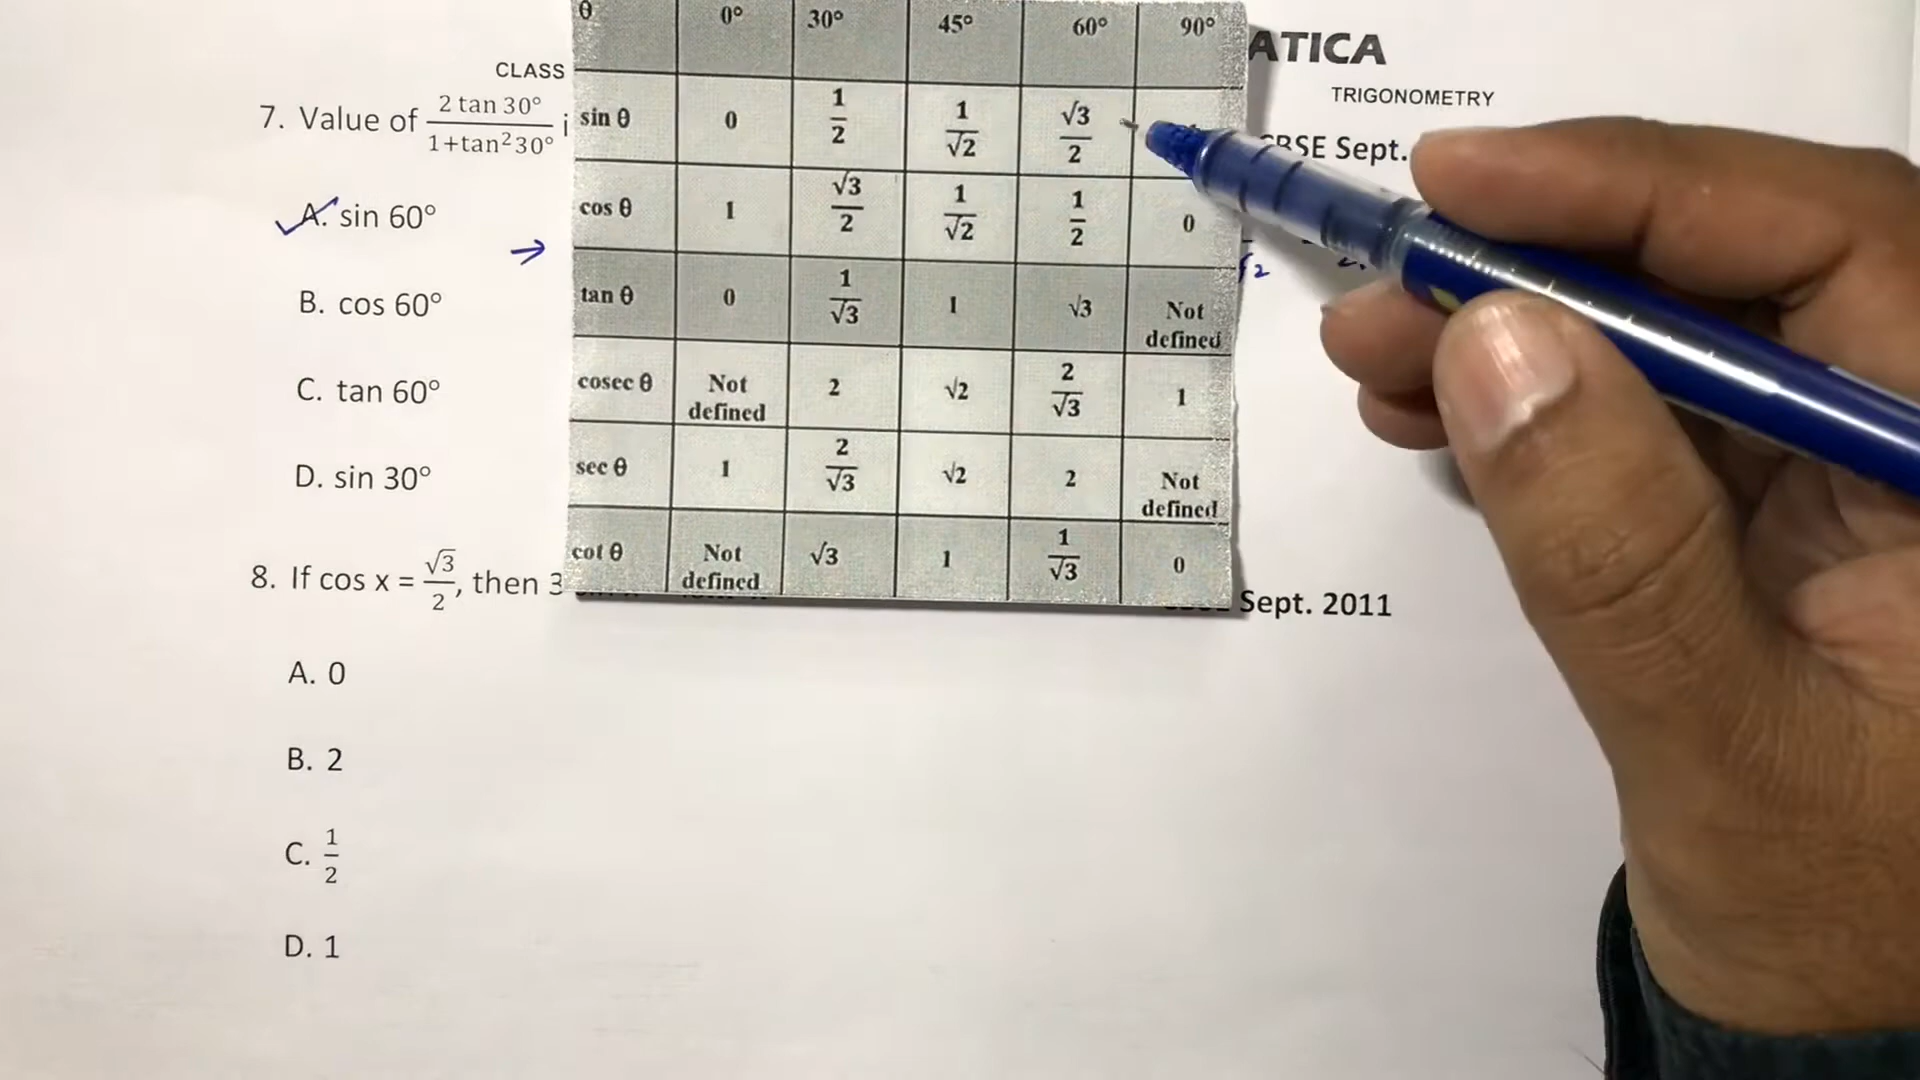 ATICA
CLASS
TRIGONOMETRY
7. Value of 2 tan 30° / 1+tan²30° i
CBSE Sept.
A. sin 60°
B. cos 60°
C. tan 60°
D. sin 30°
θ 0° 30° 45° 60° 90°
sin θ 0 1/2 1/√2 √3/2
cos θ 1 √3/2 1/√2 1/2 0
tan θ 0 1/√3 1 √3 Not defined
cosec θ Not defined 2 √2 2/√3 1
sec θ 1 2/√3 √2 2 Not defined
cot θ Not defined √3 1 1/√3 0
8. If cos x = √3/2, then 3
Sept. 2011
A. 0
B. 2
C. 1/2
D. 1